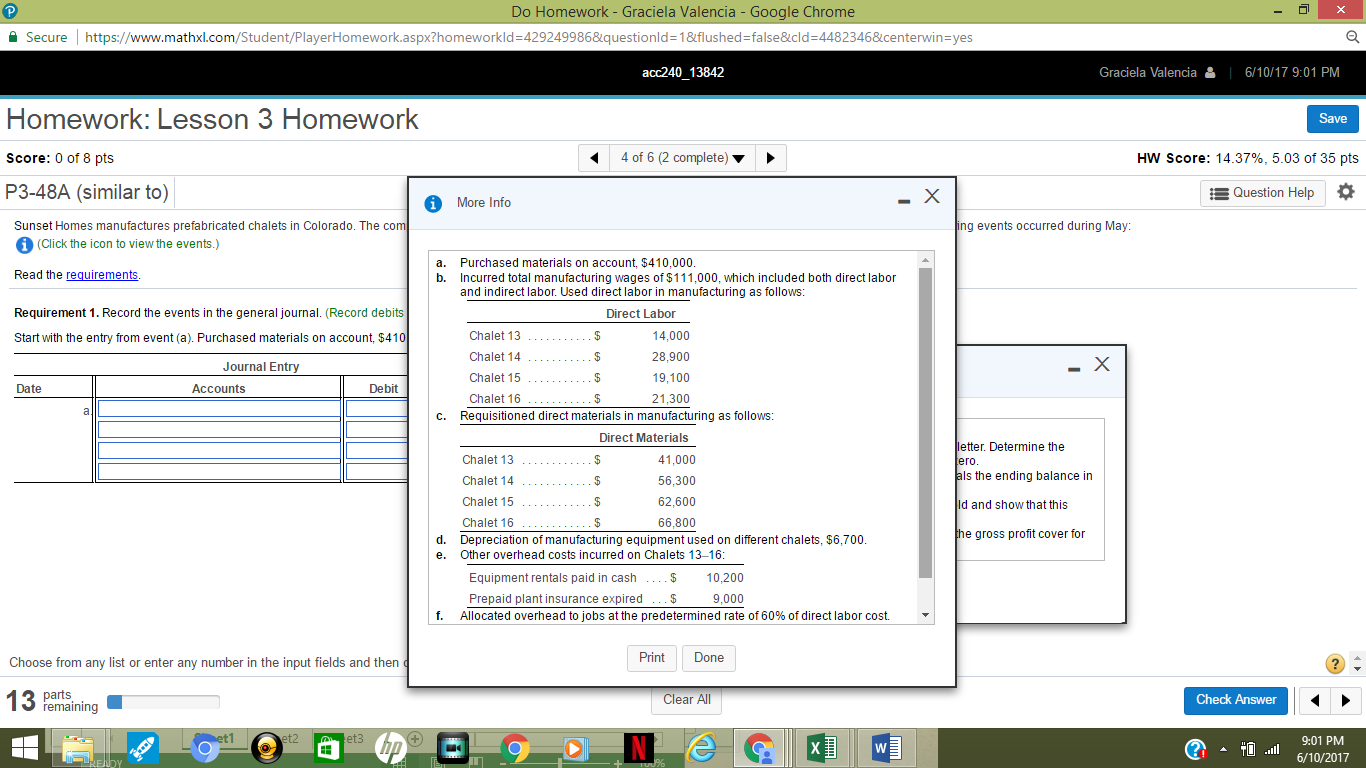 Do Homework - Graciela Valencia - Google Chrome
Secure | https://www.mathxl.com/Student/PlayerHomework.aspx?homeworkId=429249986&questionId=1&flushed=false&cId=4482346&centerwin=yes
acc240_13842
Graciela Valencia | 6/10/17 9:01 PM
Homework: Lesson 3 Homework
Save
Score: 0 of 8 pts
4 of 6 (2 complete)
HW Score: 14.37%, 5.03 of 35 pts
P3-48A (similar to)
Question Help
Sunset Homes manufactures prefabricated chalets in Colorado. The com
ing events occurred during May:
(Click the icon to view the events.)
Read the requirements.
Requirement 1. Record the events in the general journal. (Record debits
Start with the entry from event (a). Purchased materials on account, $410
Journal Entry
Date Accounts Debit
a.
More Info
X
a. Purchased materials on account, $410,000.
b. Incurred total manufacturing wages of $111,000, which included both direct labor
and indirect labor. Used direct labor in manufacturing as follows:
Direct Labor
Chalet 13 ........... $ 14,000
Chalet 14 ........... $ 28,900
Chalet 15 ........... $ 19,100
Chalet 16 ........... $ 21,300
c. Requisitioned direct materials in manufacturing as follows:
Direct Materials
Chalet 13 ............ $ 41,000
Chalet 14 ............ $ 56,300
Chalet 15 ............ $ 62,600
Chalet 16 ............ $ 66,800
d. Depreciation of manufacturing equipment used on different chalets, $6,700.
e. Other overhead costs incurred on Chalets 13–16:
Equipment rentals paid in cash .... $ 10,200
Prepaid plant insurance expired ... $ 9,000
f. Allocated overhead to jobs at the predetermined rate of 60% of direct labor cost.
Print
Done
X
letter. Determine the
ero.
als the ending balance in
ld and show that this
the gross profit cover for
Choose from any list or enter any number in the input fields and then c
?
13 parts
remaining
Clear All
Check Answer
et1
et2
et3
READY
100%
hp
N
9:01 PM
6/10/2017